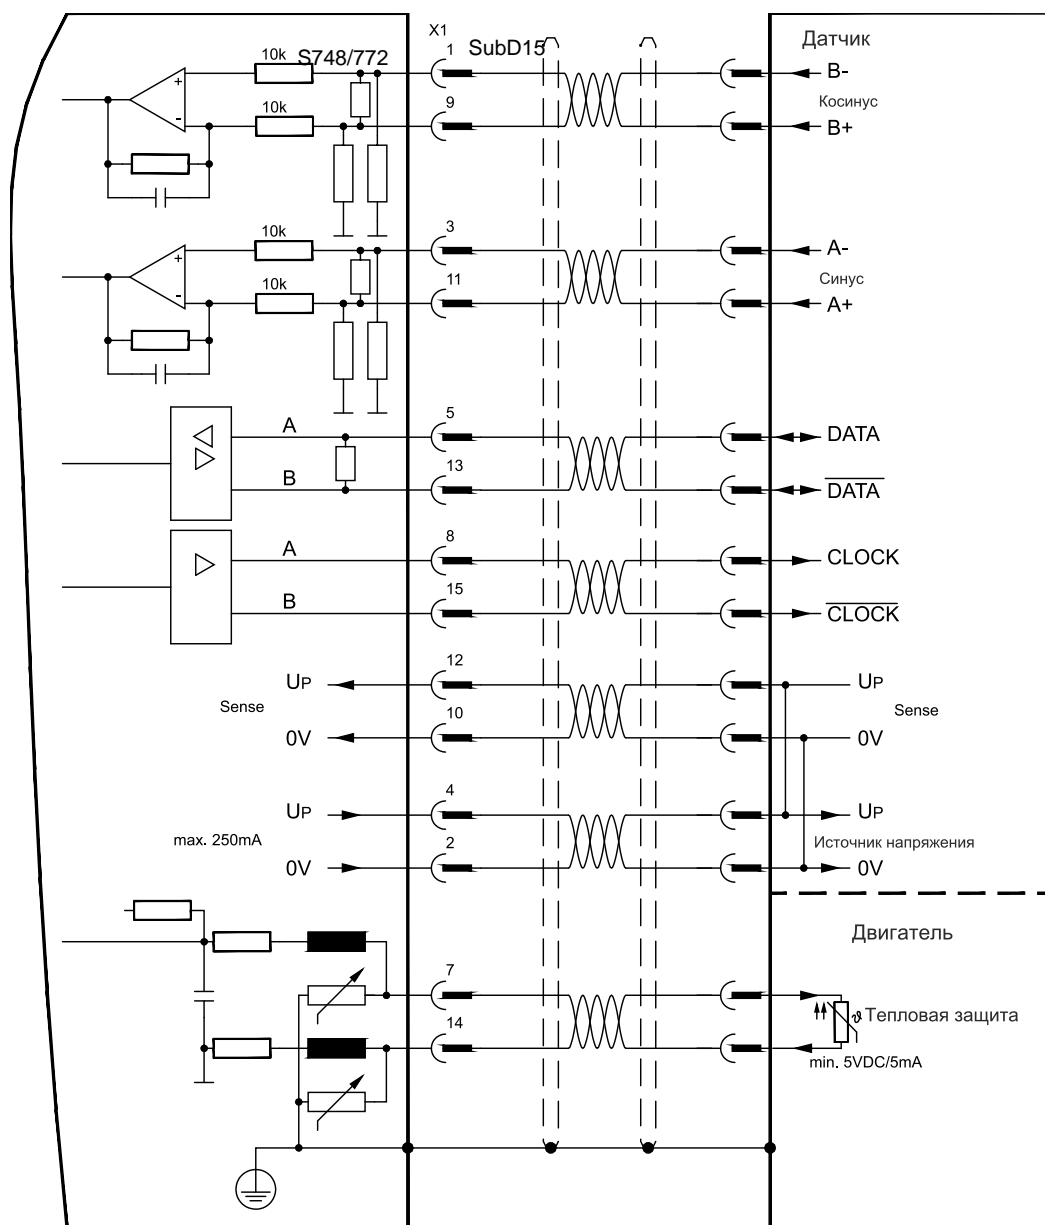 X1
Датчик
10k
S748/772
1
SubD15
B-
Косинус
10k
9
B+
+
-
10k
3
A-
Синус
10k
11
A+
+
-
A
5
DATA
B
13
DATA
A
8
CLOCK
B
15
CLOCK
UP
12
UP
Sense
Sense
0V
10
0V
UP
4
UP
max. 250mA
2
Источник напряжения
0V
0V
Двигатель
7
14
ϑ Тепловая защита
min. 5VDC/5mA